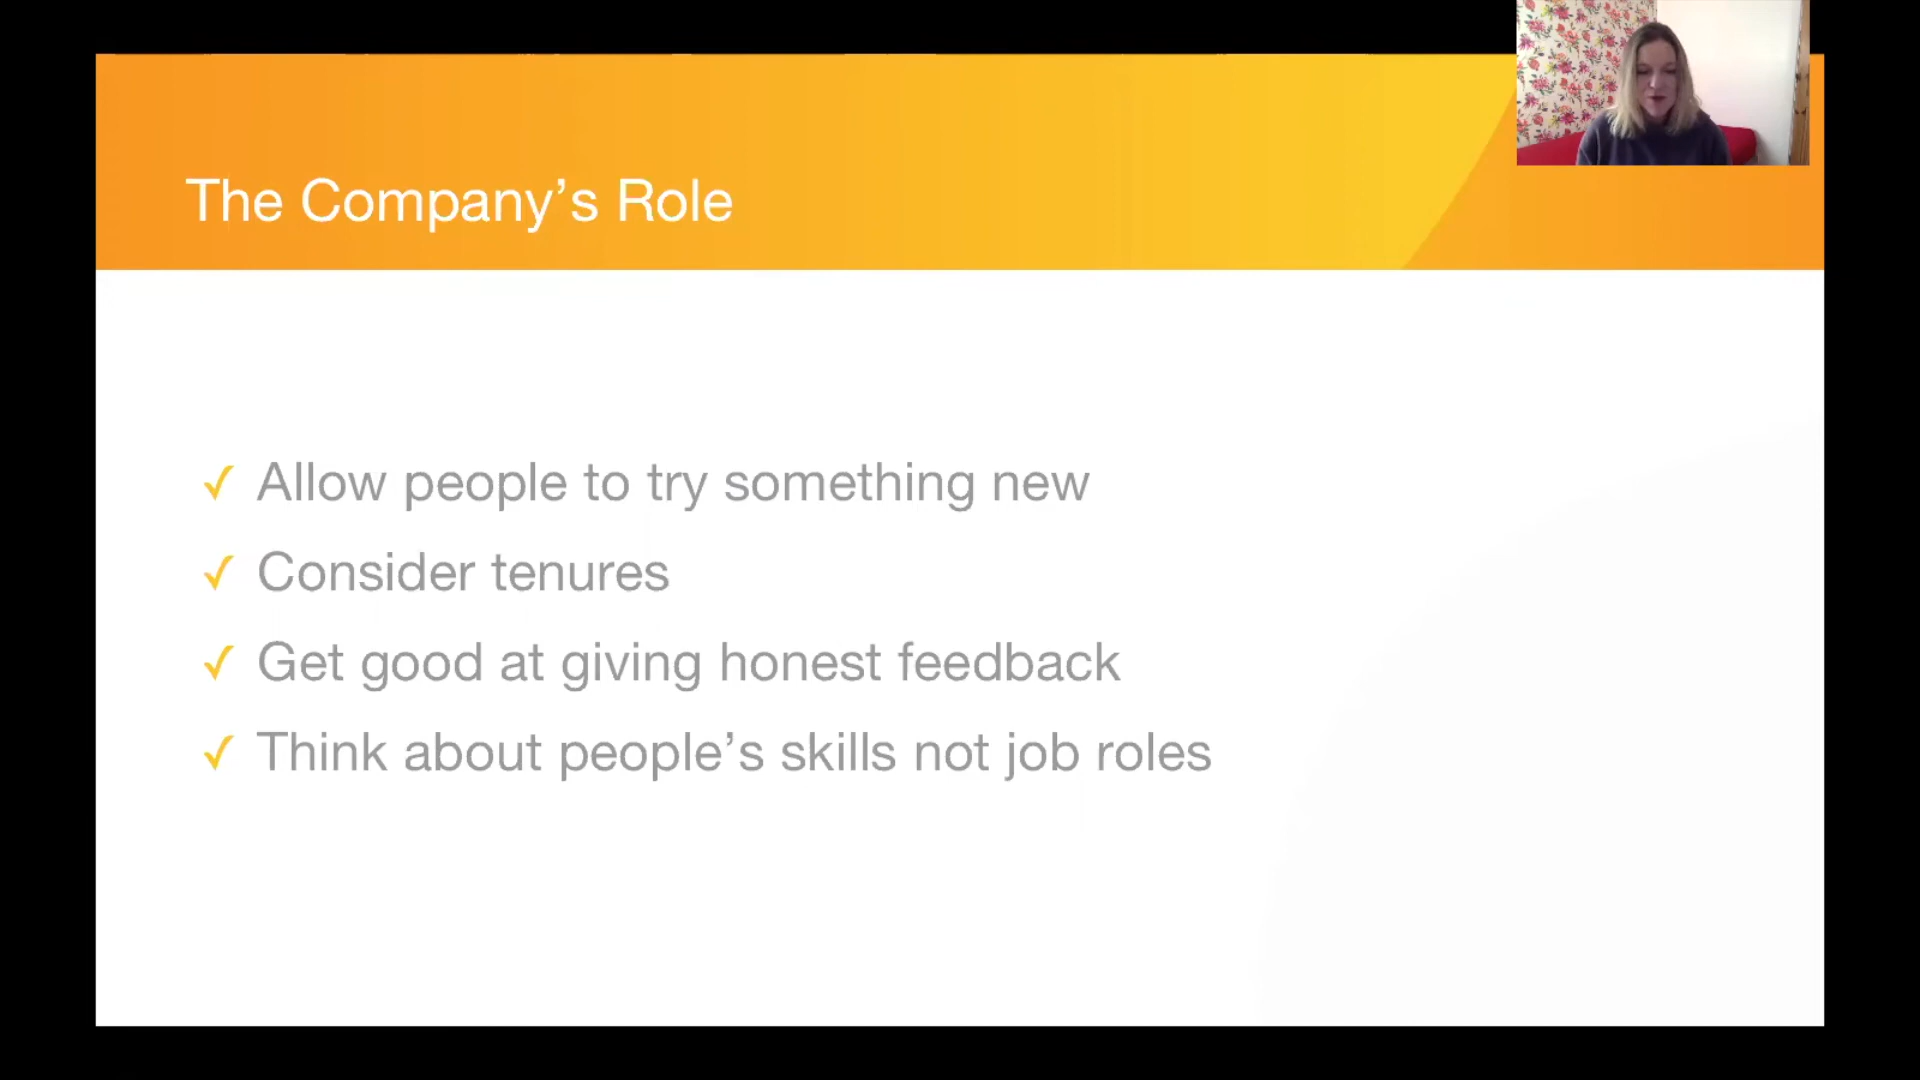 The Company’s Role
✓ Allow people to try something new
✓ Consider tenures
✓ Get good at giving honest feedback
✓ Think about people’s skills not job roles